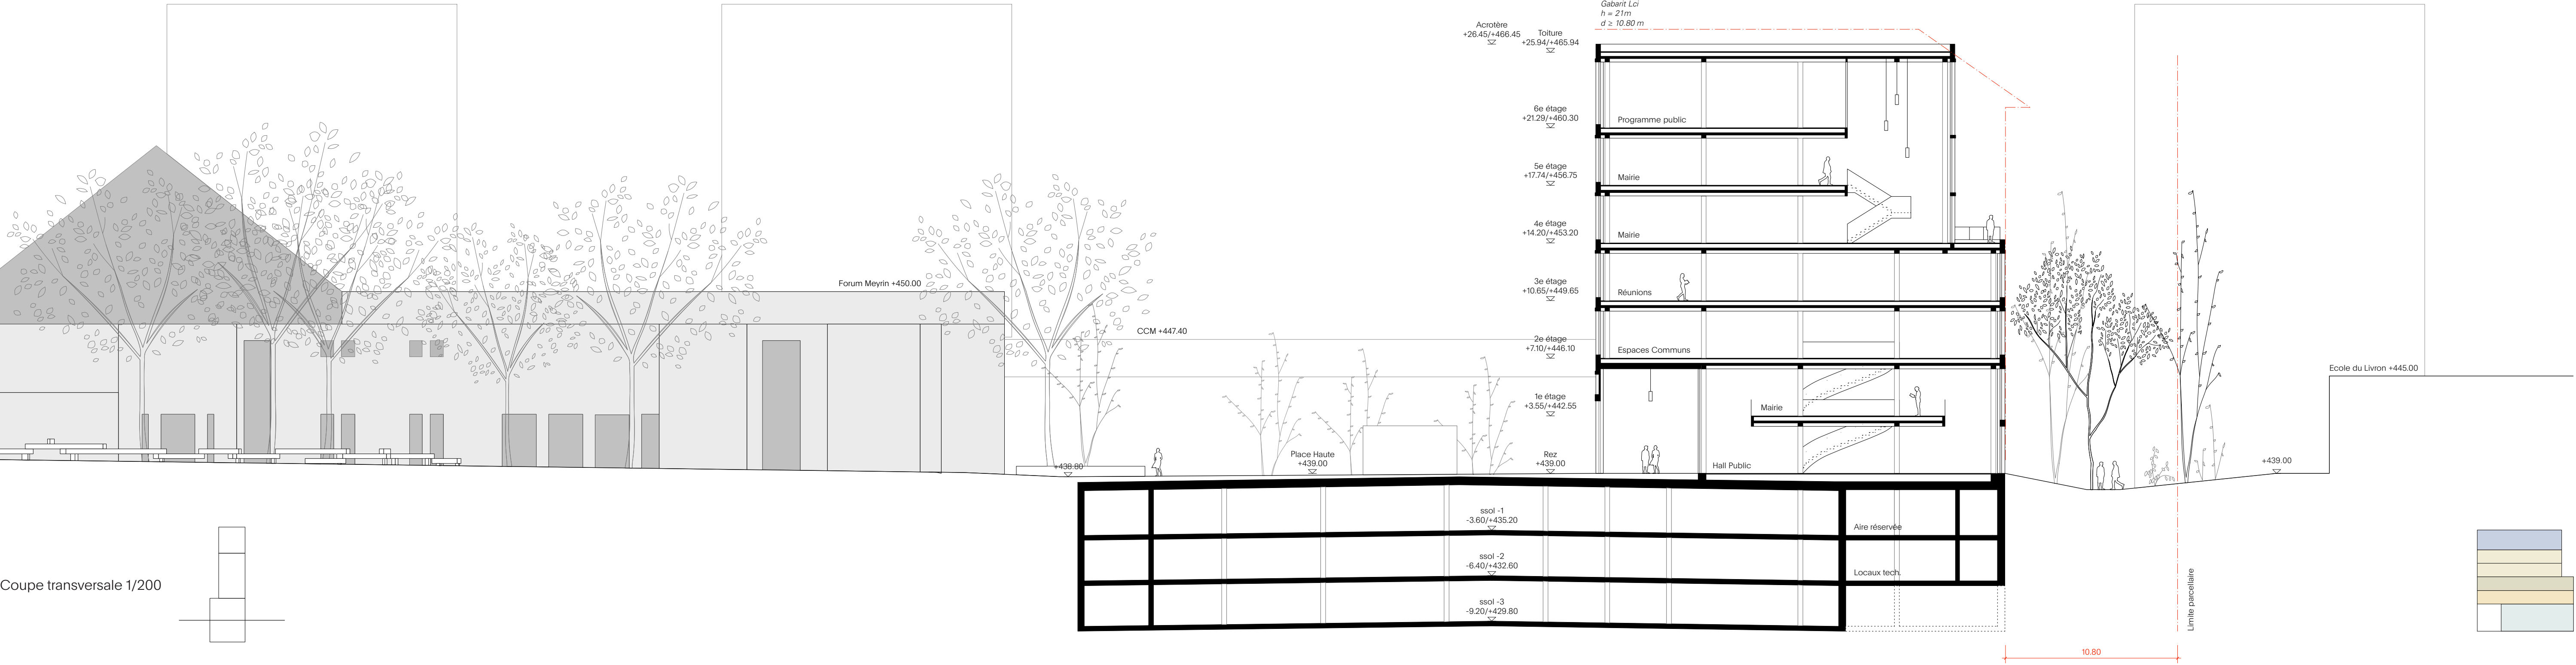 Gabarit Lci
h = 21m
d ≥ 10.80 m
Acrotère
+26.45/+466.45
Toiture
+25.94/+465.94
6e étage
+21.29/+460.30
Programme public
5e étage
+17.74/+456.75
Mairie
4e étage
+14.20/+453.20
Mairie
3e étage
+10.65/+449.65
Réunions
Forum Meyrin +450.00
CCM +447.40
2e étage
+7.10/+446.10
Espaces Communs
Ecole du Livron +445.00
1e étage
+3.55/+442.55
Mairie
+438.80
Place Haute
+439.00
Rez
+439.00
Hall Public
+439.00
ssol -1
-3.60/+435.20
Aire réservée
ssol -2
-6.40/+432.60
Locaux tech.
ssol -3
-9.20/+429.80
Coupe transversale 1/200
Limite parcellaire
10.80